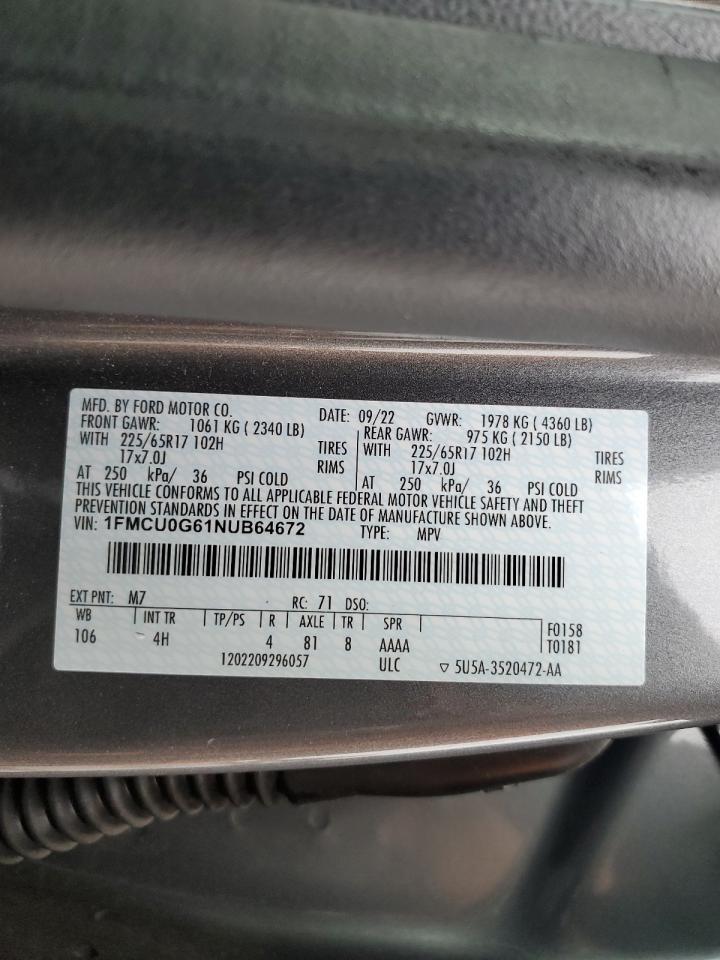 MFD. BY FORD MOTOR CO. DATE: 09/22 GVWR: 1978 KG ( 4360 LB)
FRONT GAWR: 1061 KG ( 2340 LB) REAR GAWR: 975 KG ( 2150 LB)
WITH 225/65R17 102H TIRES WITH 225/65R17 102H TIRES
17x7.0J RIMS 17x7.0J RIMS
AT 250 kPa/ 36 PSI COLD AT 250 kPa/ 36 PSI COLD
THIS VEHICLE CONFORMS TO ALL APPLICABLE FEDERAL MOTOR VEHICLE SAFETY AND THEFT
PREVENTION STANDARDS IN EFFECT ON THE DATE OF MANUFACTURE SHOWN ABOVE.
VIN: 1FMCU0G61NUB64672 TYPE: MPV
EXT PNT: M7 RC: 71 DSO:
WB INT TR TP/PS R AXLE TR SPR F0158
106 4H 4 81 8 AAAA T0181
1202209296057 ULC ▽ 5U5A-3520472-AA